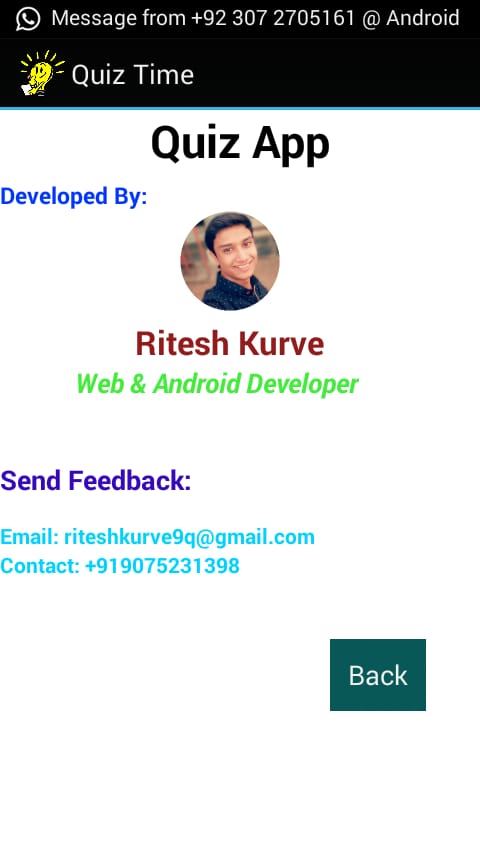 Message from +92 307 2705161 @ Android
Quiz Time
Quiz App
Developed By:
Ritesh Kurve
Web & Android Developer
Send Feedback:
Email: riteshkurve9q@gmail.com
Contact: +919075231398
Back